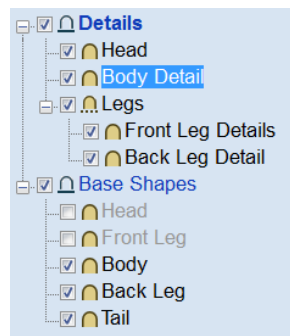 Details
Head
Body Detail
Legs
Front Leg Details
Back Leg Detail
Base Shapes
Head
Front Leg
Body
Back Leg
Tail